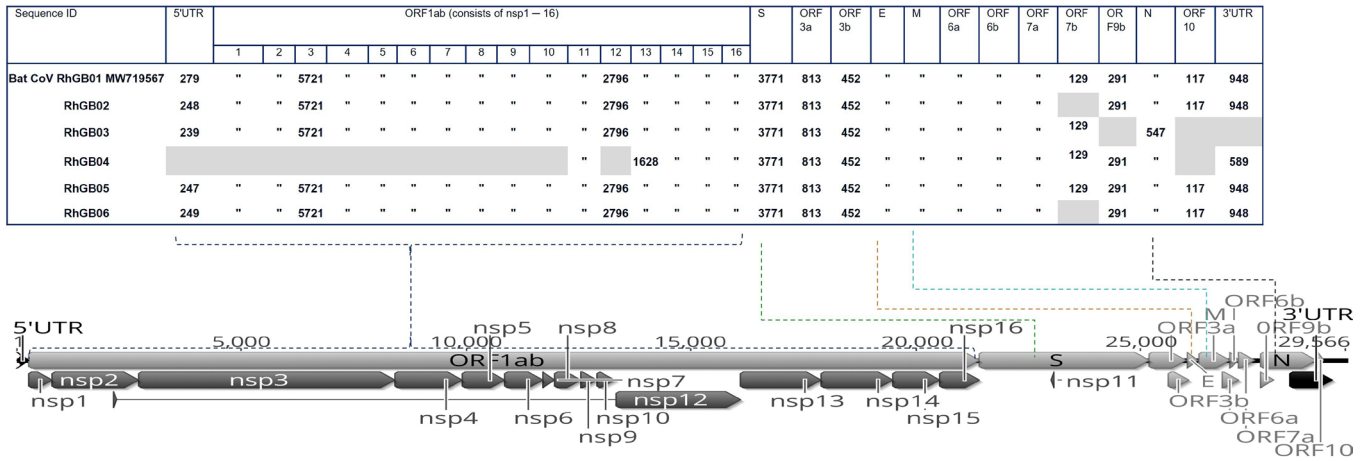 Sequence ID 5'UTR ORF1ab (consists of nsp1 – 16) S ORF 3a ORF 3b E M ORF 6a ORF 6b ORF 7a ORF 7b OR F9b N ORF 10 3'UTR
1 2 3 4 5 6 7 8 9 10 11 12 13 14 15 16
Bat CoV RhGB01 MW719567 279 " " 5721 " " " " " " " " 2796 " " " " 3771 813 452 " " " " " 129 291 " 117 948
RhGB02 248 " " 5721 " " " " " " " " 2796 " " " " 3771 813 452 " " " " " 291 " 117 948
RhGB03 239 " " 5721 " " " " " " " " 2796 " " " " 3771 813 452 " " " " " 129 547
RhGB04 " 1628 " " " 3771 813 452 " " " " " 129 291 " 589
RhGB05 247 " " 5721 " " " " " " " " 2796 " " " " 3771 813 452 " " " " " 129 291 " 117 948
RhGB06 249 " " 5721 " " " " " " " " 2796 " " " " 3771 813 452 " " " " " 291 " 117 948
ORF6b
5'UTR nsp5 nsp8 nsp16 ORF3a M ORF9b 3'UTR
1 5,000 10,000 15,000 20,000 25,000 29,566
ORF1ab S N
nsp2 nsp3 nsp7 nsp11 E
nsp1 nsp12 ORF3b
nsp4 nsp6 nsp10 nsp13 nsp14 nsp15 ORF6a
nsp9 ORF7a
ORF10